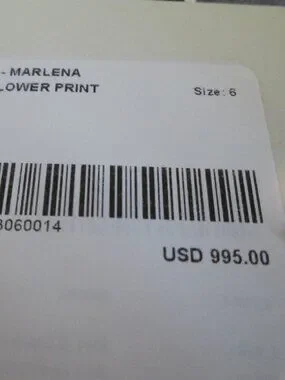 - MARLENA
LOWER PRINT Size: 6
3060014
USD 995.00